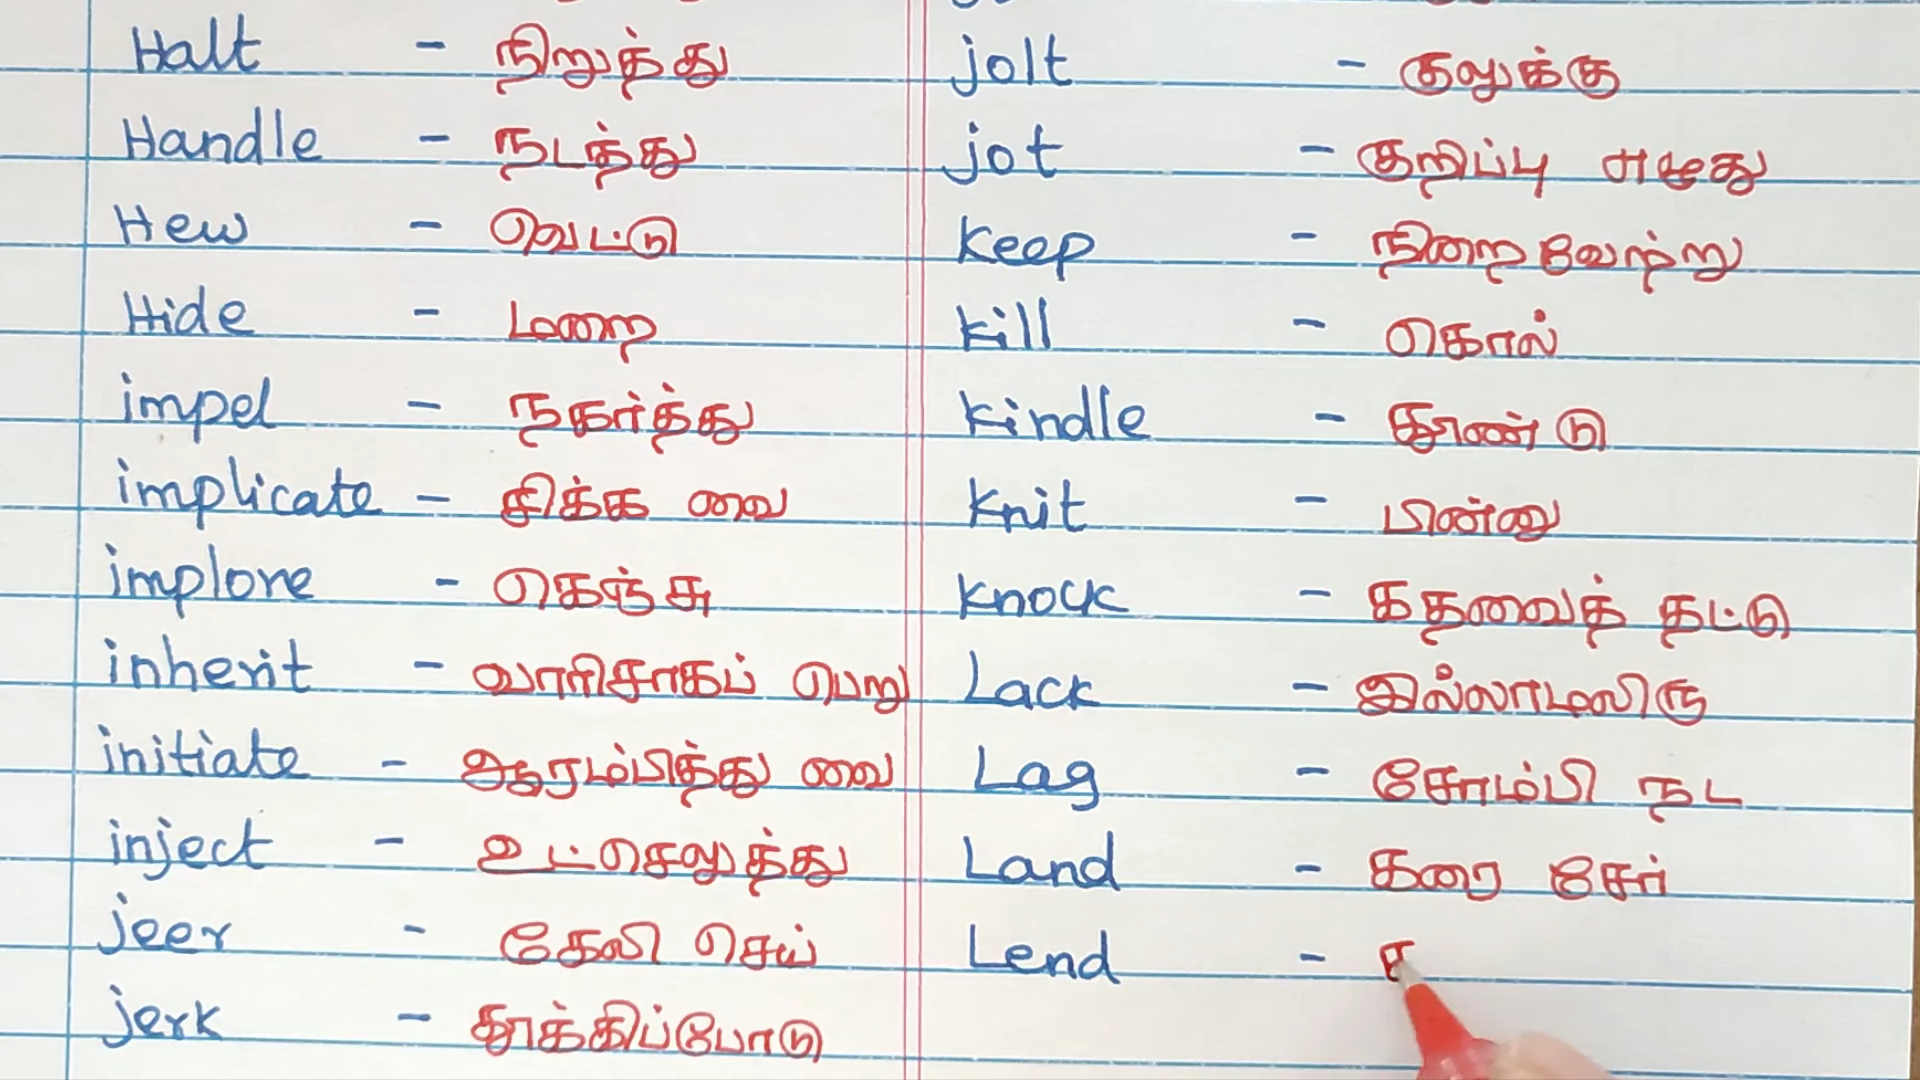 Halt - நிறுத்து
Handle - நடத்து
Hew - வெட்டு
Hide - மறை
impel - நகர்த்து
implicate - சிக்க வை
implore - கெஞ்சு
inherit - வாரிசாகப் பெறு
initiate - ஆரம்பித்து வை
inject - உட்செலுத்து
jeer - கேலி செய்
jerk - தூக்கிப்போடு
jolt - குலுக்கு
jot - குறிப்பு எழுது
Keep - நிறைவேற்று
Kill - கொல்
Kindle - தூண்டு
Knit - பின்னு
Knock - கதவைத் தட்டு
Lack - இல்லாமலிரு
Lag - சோம்பி நட
Land - கரை சேர்
Lend -